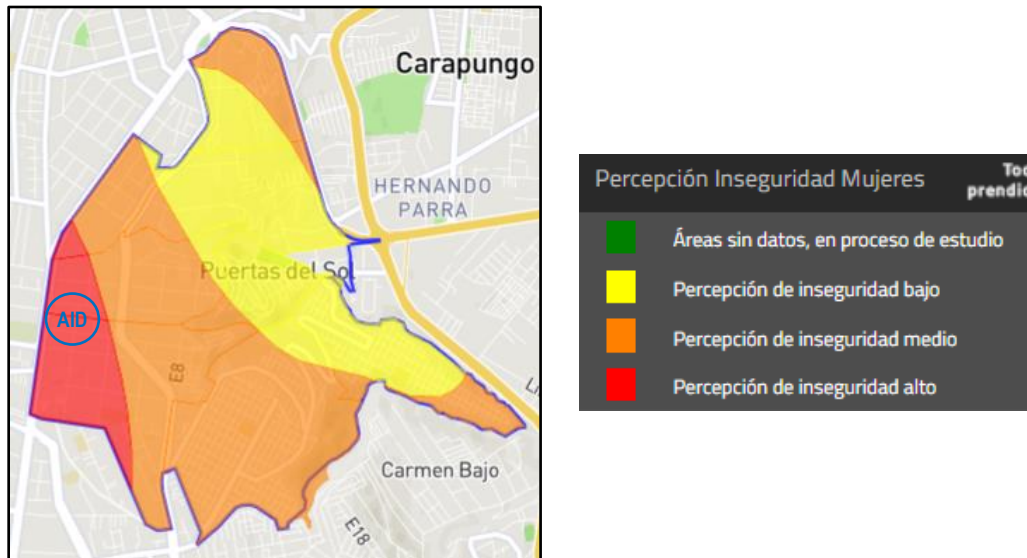 Carapungo
HERNANDO
PARRA
Puertas del Sol
AID
E8
Carmen Bajo
E18
Percepción Inseguridad Mujeres
Áreas sin datos, en proceso de estudio
Percepción de inseguridad bajo
Percepción de inseguridad medio
Percepción de inseguridad alto